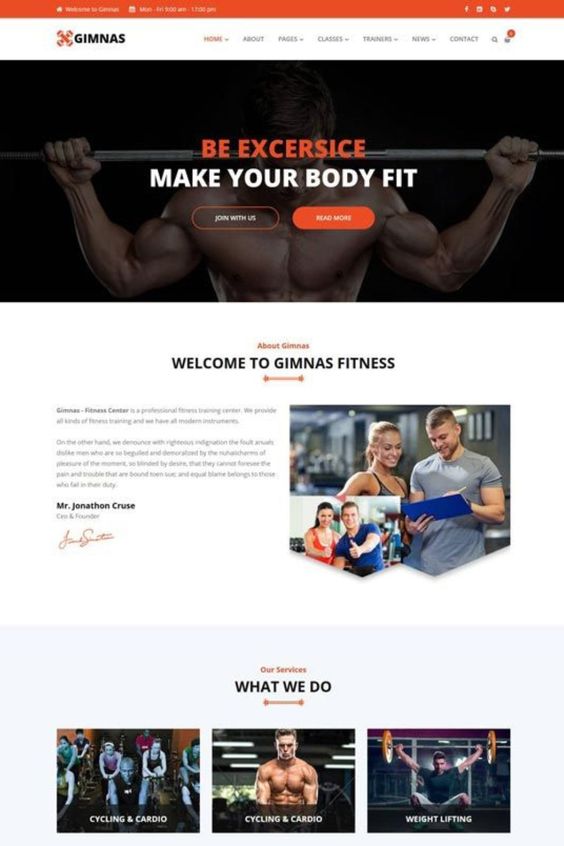 Welcome to Gimnas Mon - Fri 9:00 am - 17:00 pm
GIMNAS
HOME ABOUT PAGES CLASSES TRAINERS NEWS CONTACT
BE EXCERSICE
MAKE YOUR BODY FIT
JOIN WITH US READ MORE
About Gimnas
WELCOME TO GIMNAS FITNESS
Gimnas - Fitness Center is a professional fitness training center. We provide
all kinds of fitness training and we have all modern instruments.
On the other hand, we denounce with righteous indignation the foult anuals
dislike men who are so beguiled and demoralized by the nuhaicharms of
pleasure of the moment, so blinded by desire, that they cannot foresee the
pain and trouble that are bound toen sue; and equal blame belongs to those
who fail in their duty.
Mr. Jonathon Cruse
Ceo & Founder
Our Services
WHAT WE DO
CYCLING & CARDIO
CYCLING & CARDIO
WEIGHT LIFTING